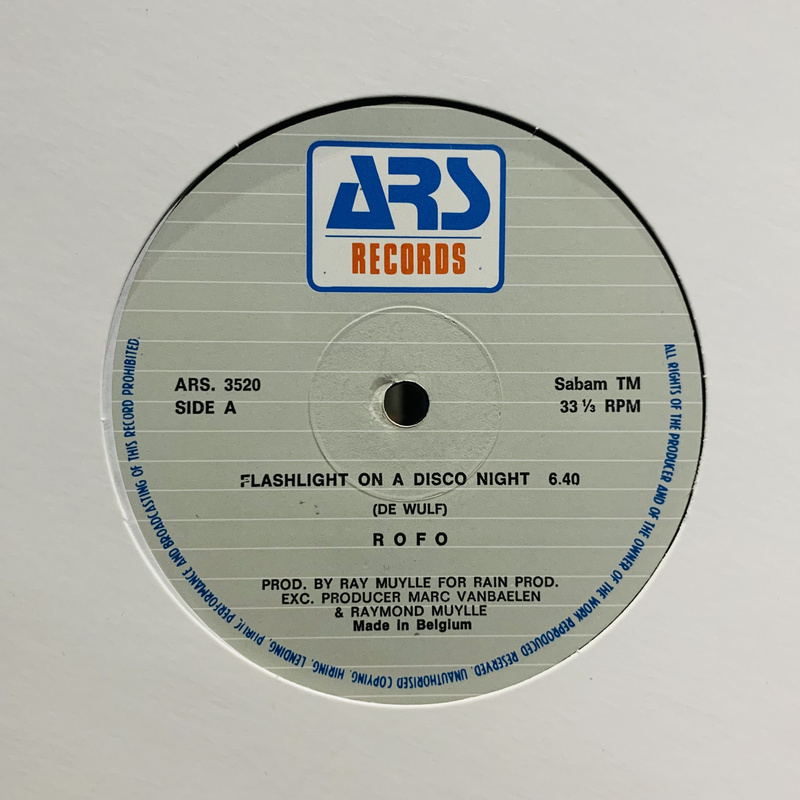 ARS
RECORDS
ARS. 3520
SIDE A
Sabam TM
33 ⅓ RPM
FLASHLIGHT ON A DISCO NIGHT 6.40
(DE WULF)
ROFO
PROD. BY RAY MUYLLE FOR RAIN PROD.
EXC. PRODUCER MARC VANBAELEN
& RAYMOND MUYLLE
Made in Belgium
ALL RIGHTS OF THE PRODUCER AND OF THE OWNER OF THE WORK REPRODUCED RESERVED. UNAUTHORISED COPYING, HIRING, LENDING, PUBLIC PERFORMANCE AND BROADCASTING OF THIS RECORD PROHIBITED.